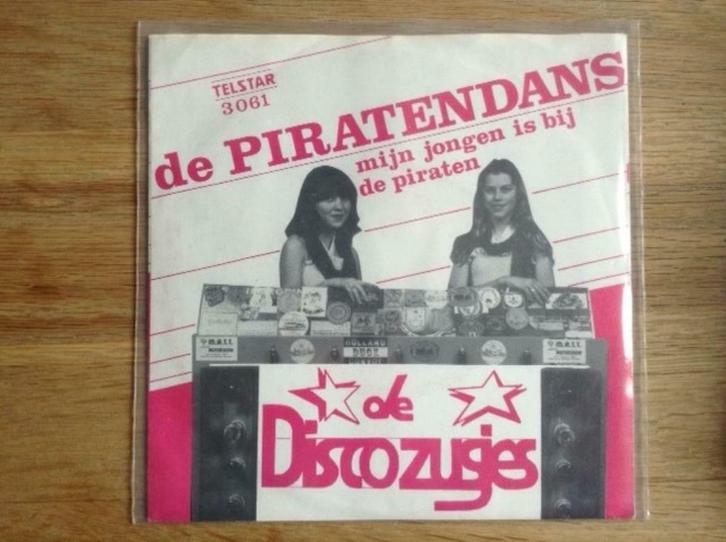 TELSTAR
3061
de PIRATENDANS
mijn jongen is bij
de piraten
HOLLAND
de
Discozusjes